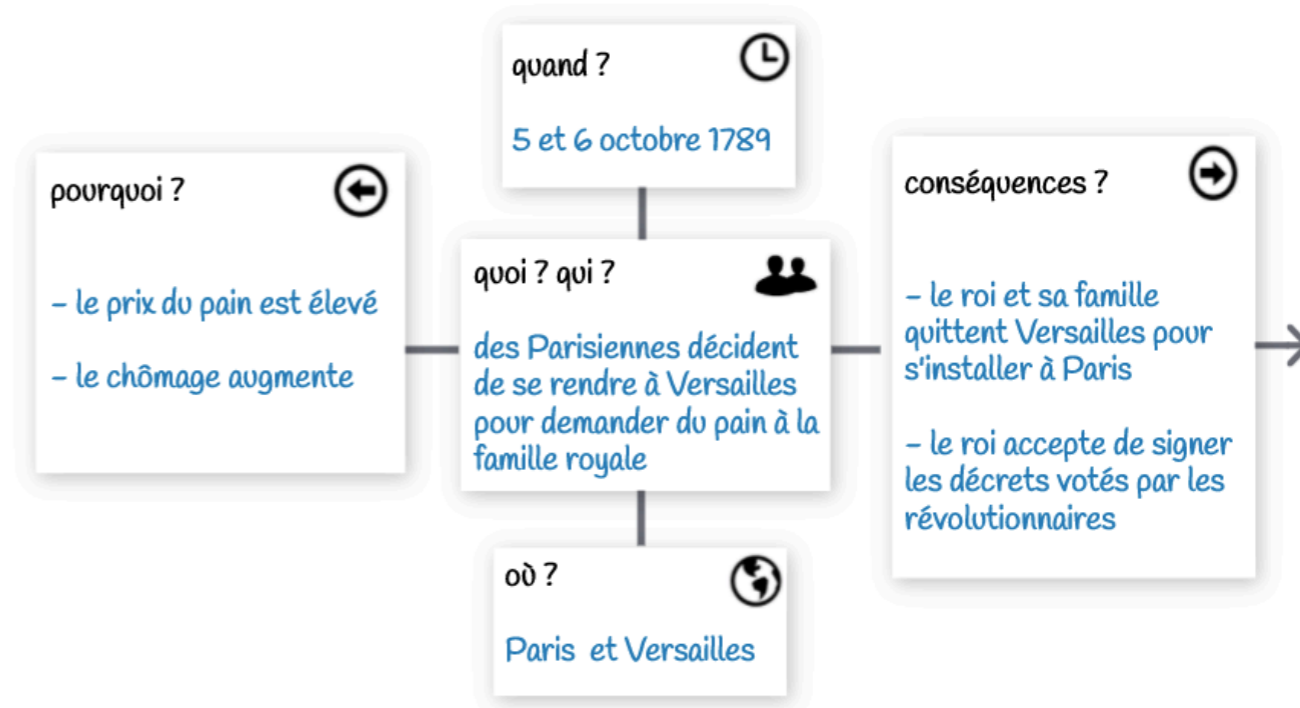 quand ?
5 et 6 octobre 1789
pourquoi ?
– le prix du pain est élevé
– le chômage augmente
quoi ? qui ?
des Parisiennes décident
de se rendre à Versailles
pour demander du pain à la
famille royale
conséquences ?
– le roi et sa famille
quittent Versailles pour
s'installer à Paris
– le roi accepte de signer
les décrets votés par les
révolutionnaires
où ?
Paris et Versailles